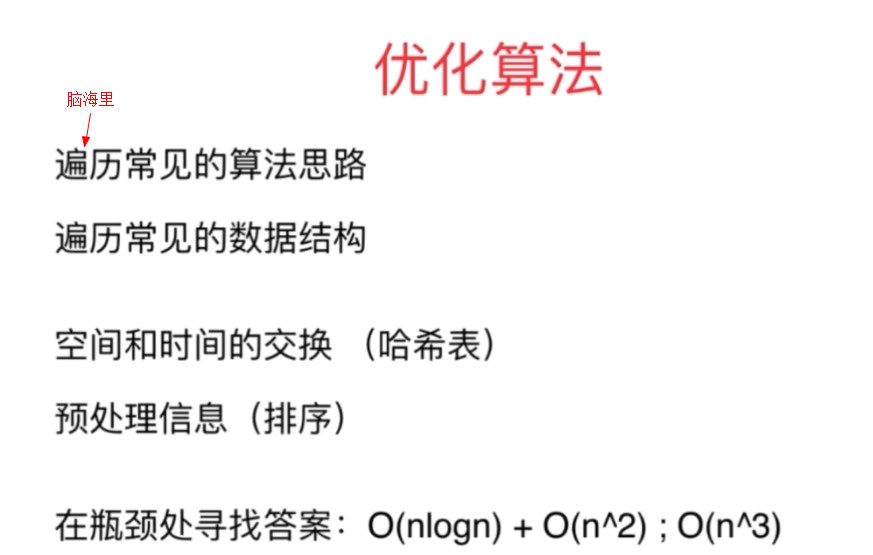 优化算法
脑海里
遍历常见的算法思路
遍历常见的数据结构
空间和时间的交换 （哈希表）
预处理信息（排序）
在瓶颈处寻找答案：O(nlogn) + O(n^2) ; O(n^3)